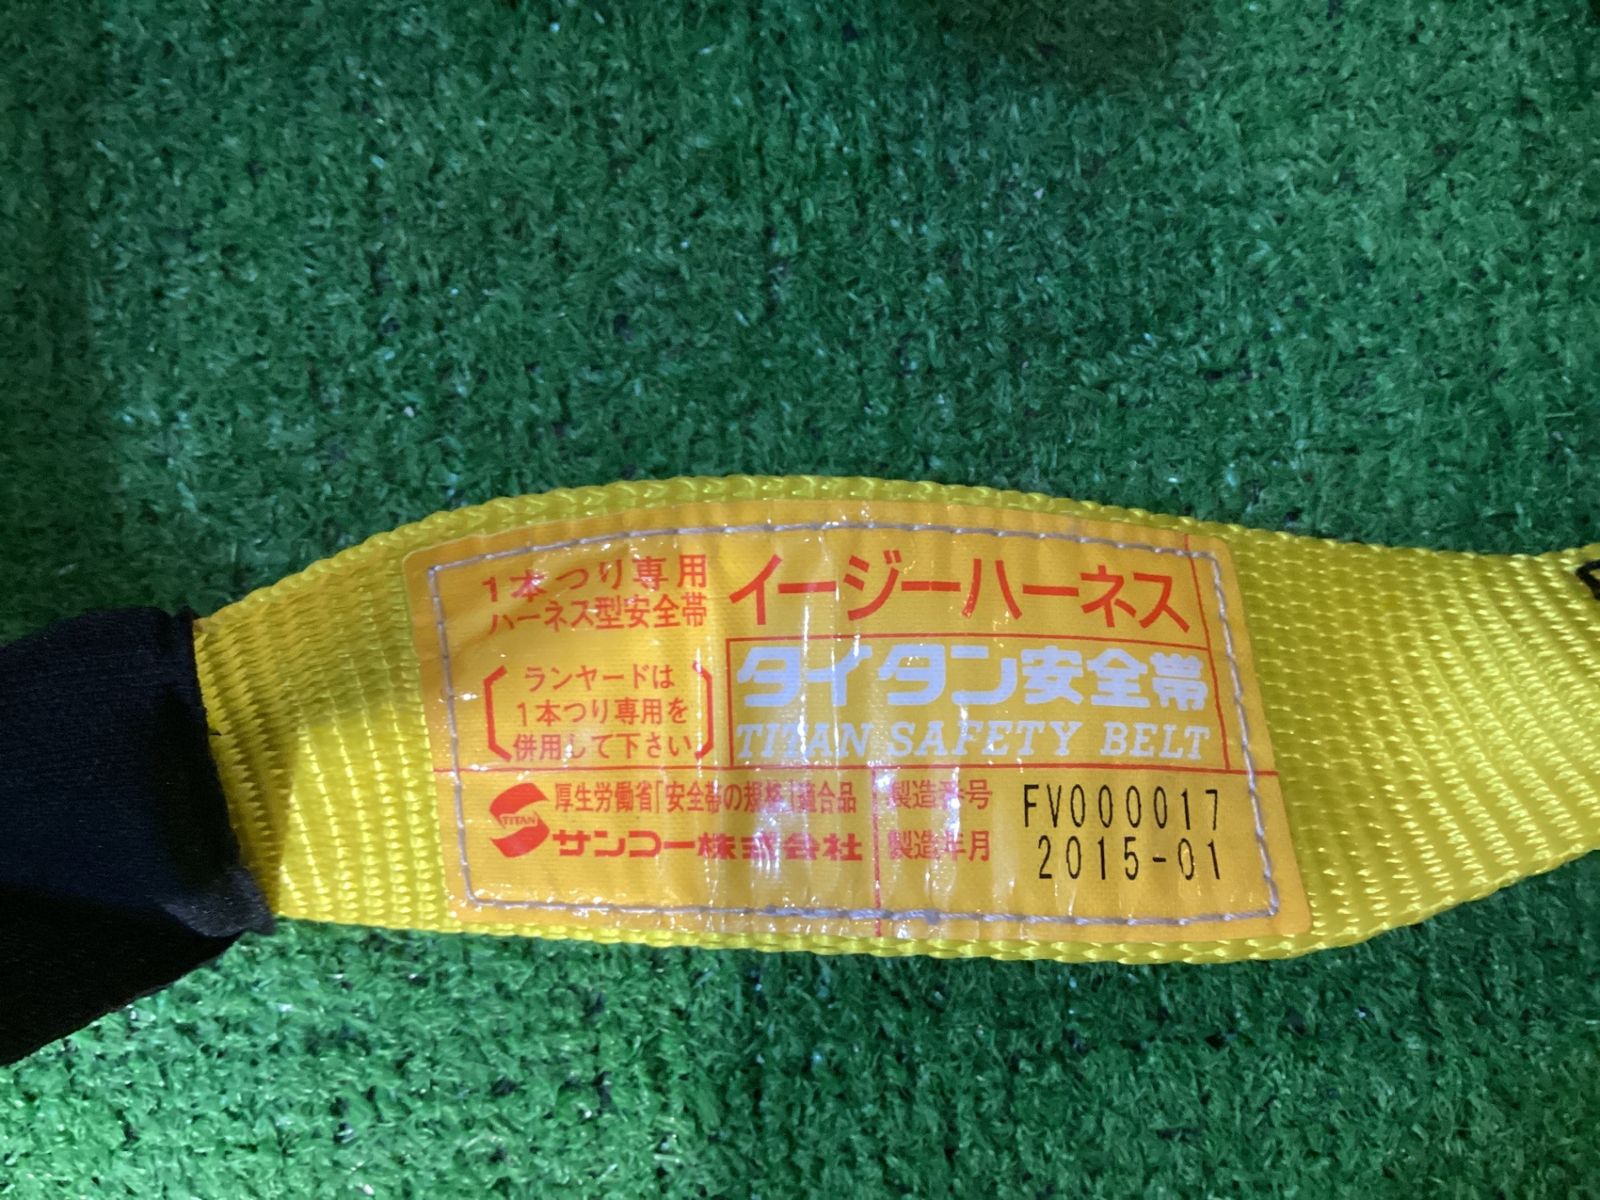 1本つり専用
ハーネス型安全帯
ランヤードは
1本つり専用を
併用して下さい
イージーハーネス
タイタン安全帯
TITAN SAFETY BELT
TITAN
厚生労働省「安全帯の規格」適合品
サンコー株式会社
製造番号 FV000017
製造年月 2015-01